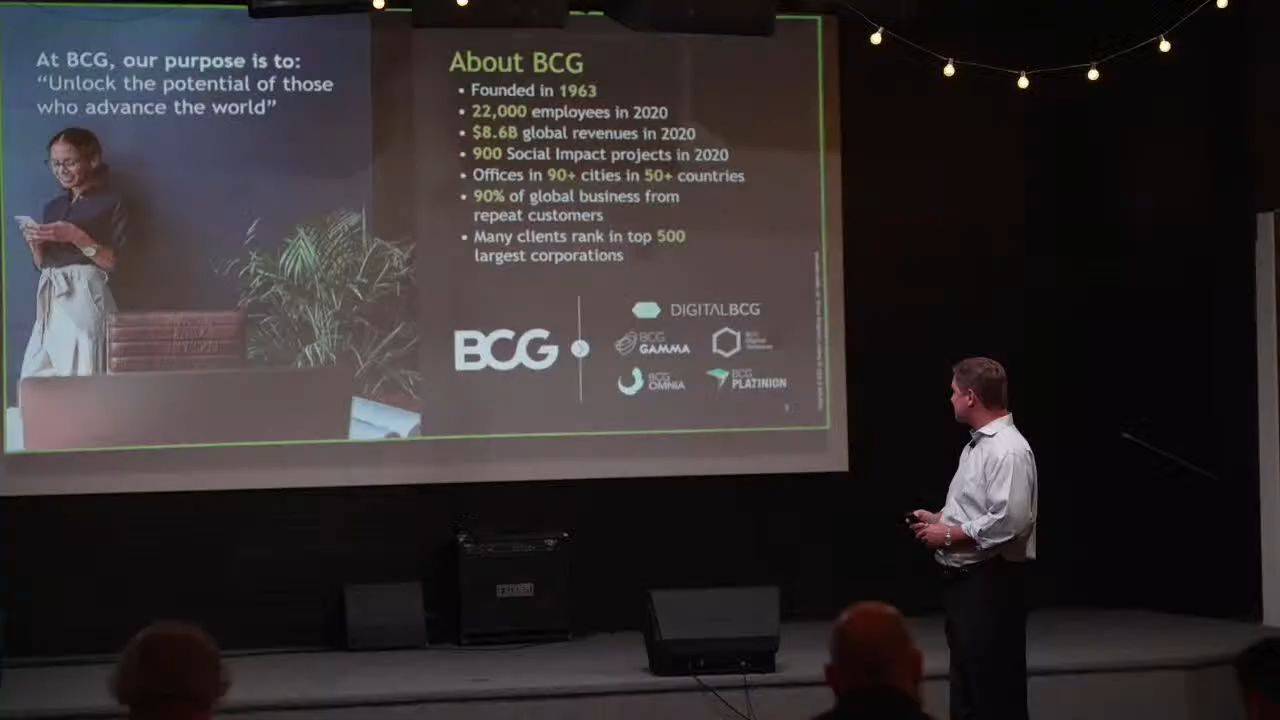 At BCG, our purpose is to:
“Unlock the potential of those
who advance the world”
About BCG
• Founded in 1963
• 22,000 employees in 2020
• $8.6B global revenues in 2020
• 900 Social Impact projects in 2020
• Offices in 90+ cities in 50+ countries
• 90% of global business from
repeat customers
• Many clients rank in top 500
largest corporations
BCG
DIGITALBCG
BCG
GAMMA
BCG
Digital
BCG
OMNIA
BCG
PLATINION